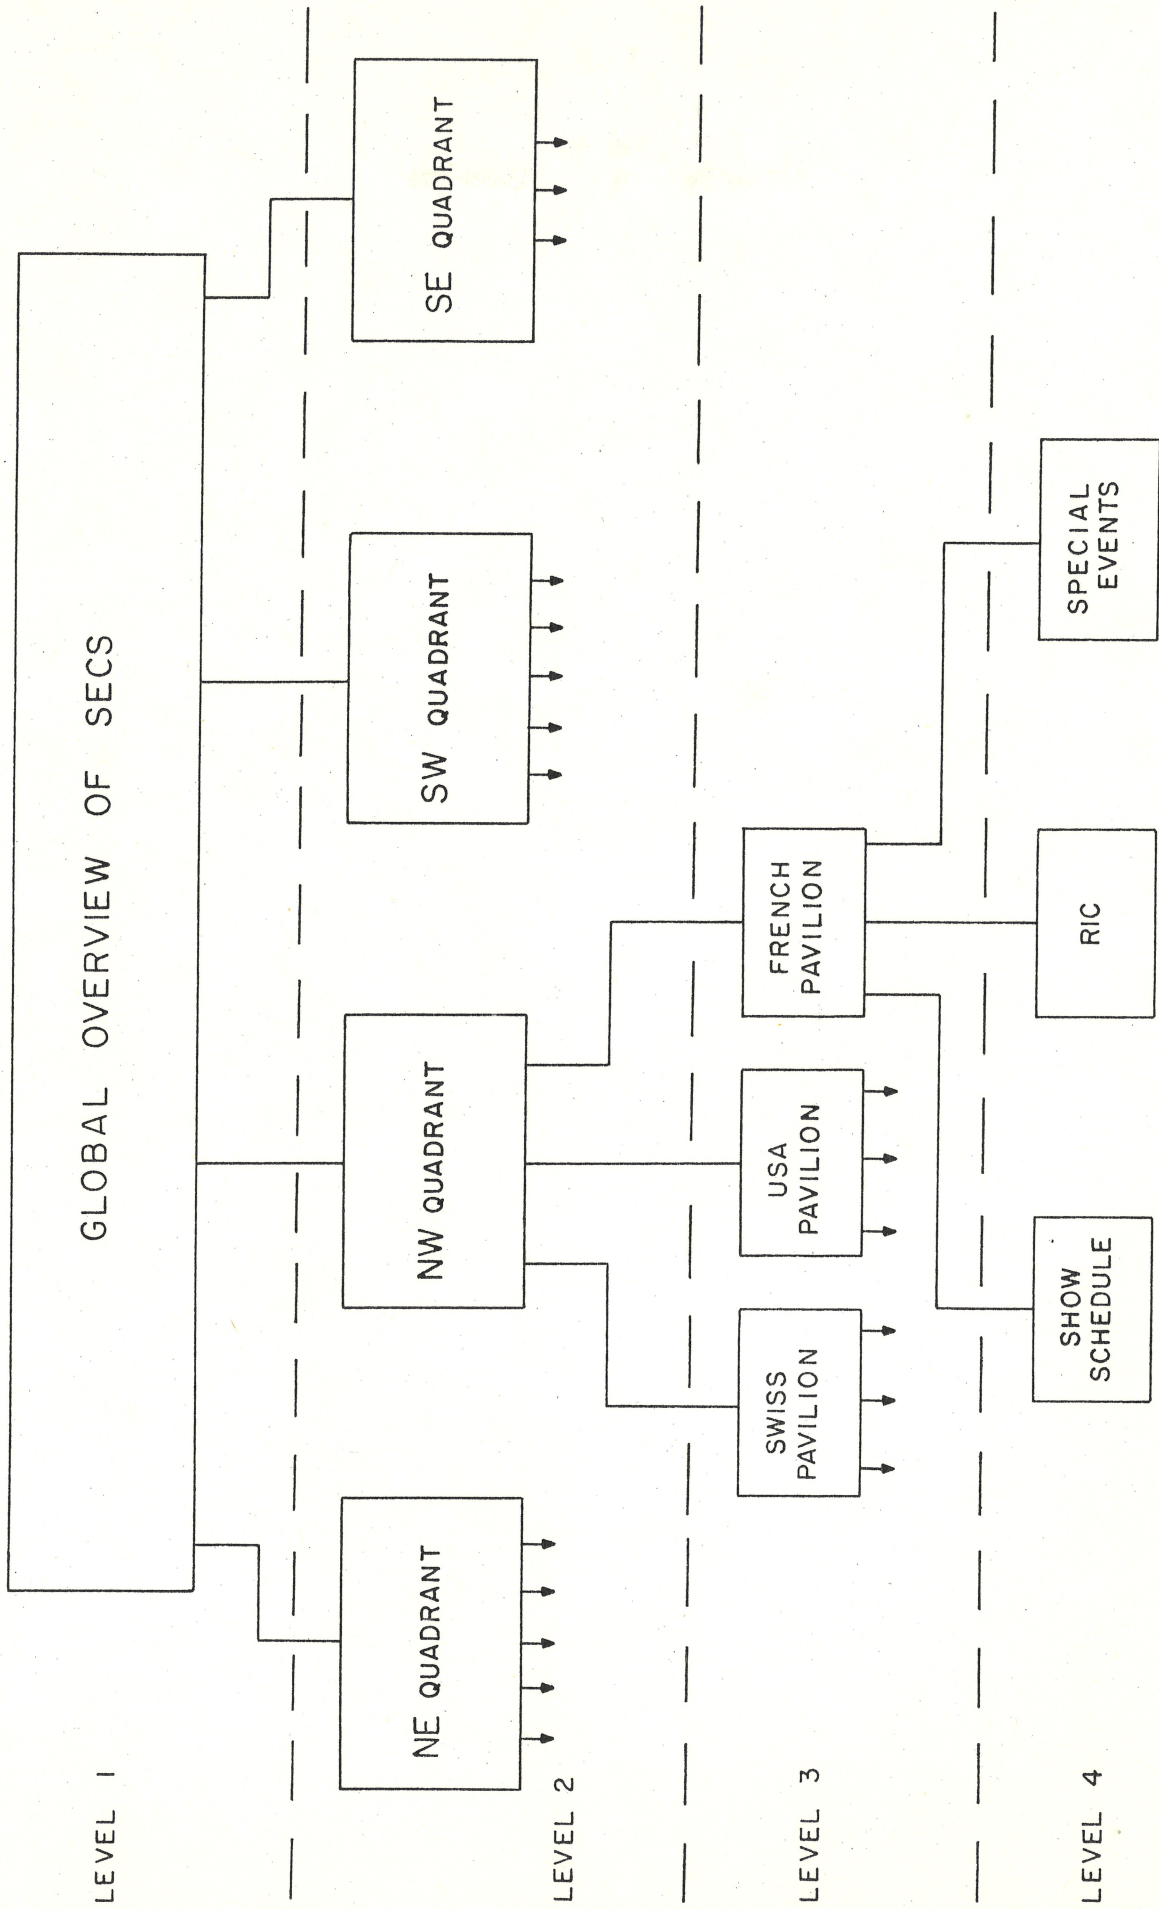 LEVEL 1
GLOBAL OVERVIEW OF SECS
LEVEL 2
NE QUADRANT
NW QUADRANT
SW QUADRANT
SE QUADRANT
LEVEL 3
SWISS
PAVILION
USA
PAVILION
FRENCH
PAVILION
LEVEL 4
SHOW
SCHEDULE
RIC
SPECIAL
EVENTS